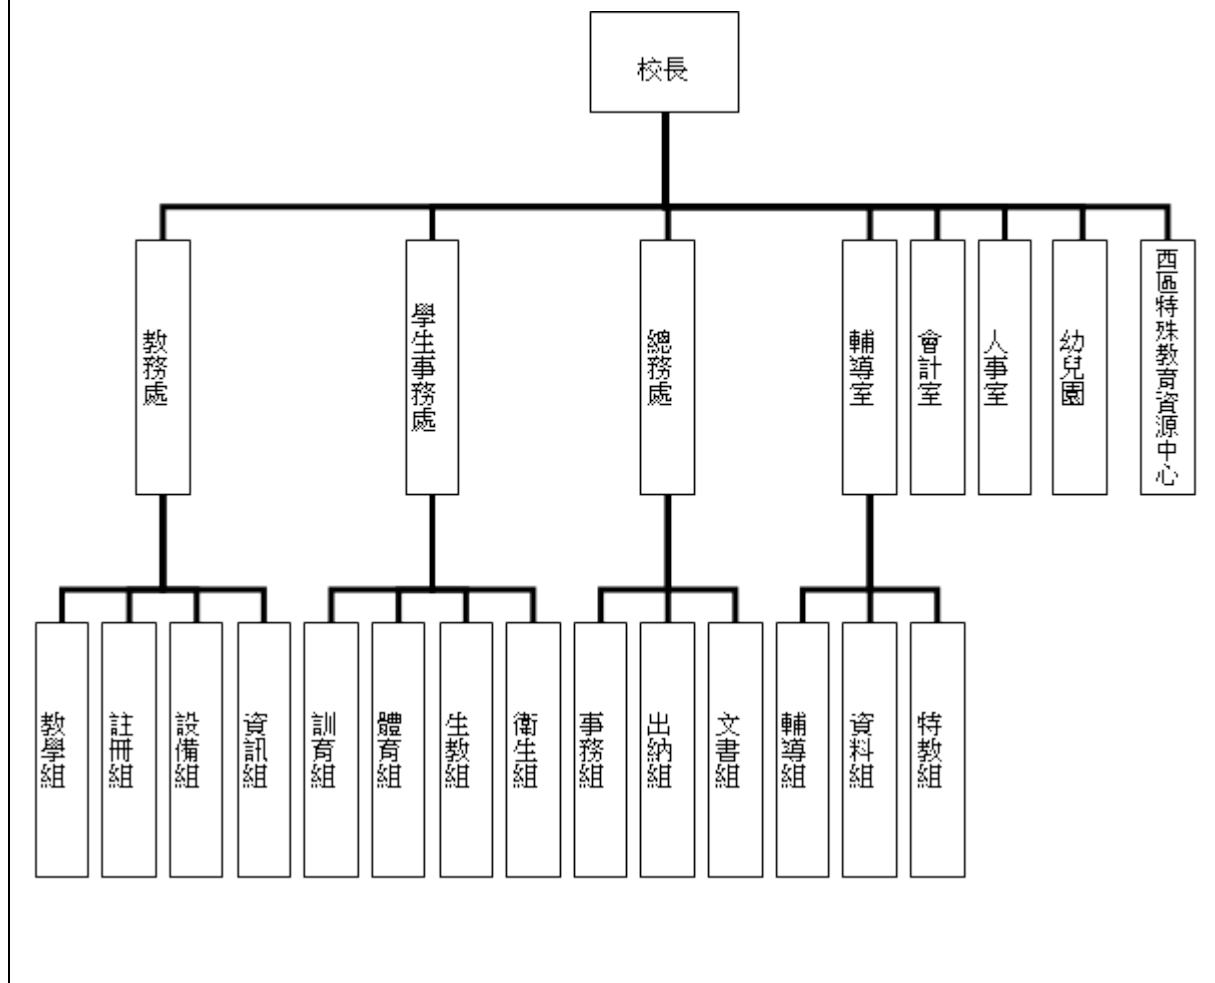 校長
教務處
學生事務處
總務處
輔導室
會計室
人事室
幼兒園
西區特殊教育資源中心
教學組
註冊組
設備組
資訊組
訓育組
體育組
生教組
衛生組
事務組
出納組
文書組
輔導組
資料組
特教組